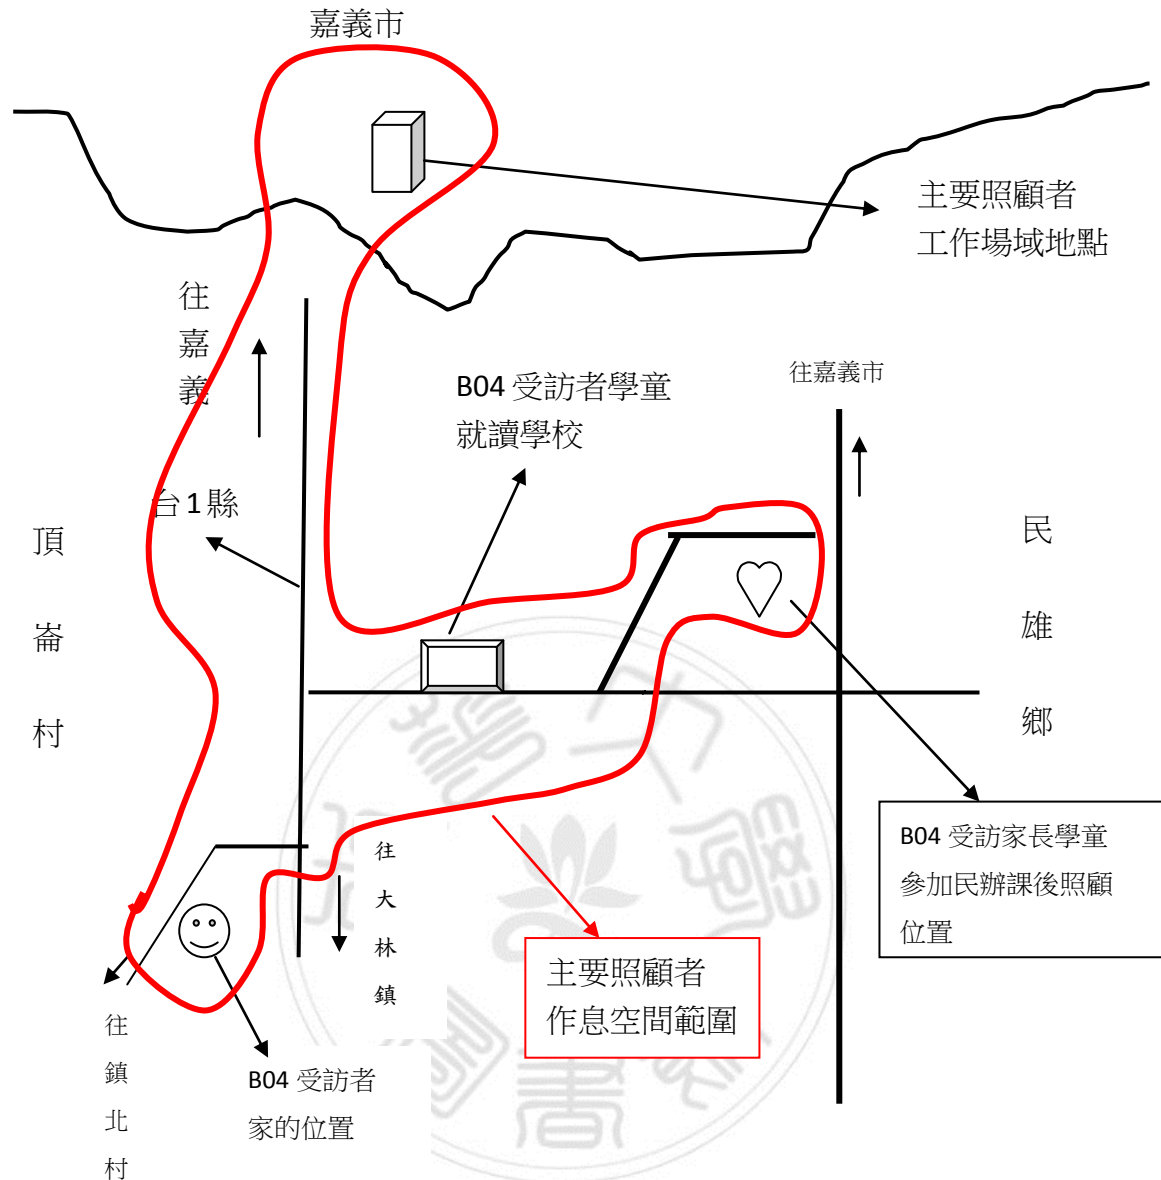 嘉義市
主要照顧者
工作場域地點
往嘉義
往嘉義市
B04 受訪者學童
就讀學校
台1縣
頂崙村
民雄鄉
B04 受訪家長學童
參加民辦課後照顧
位置
往大林鎮
主要照顧者
作息空間範圍
往鎮北村
B04 受訪者
家的位置